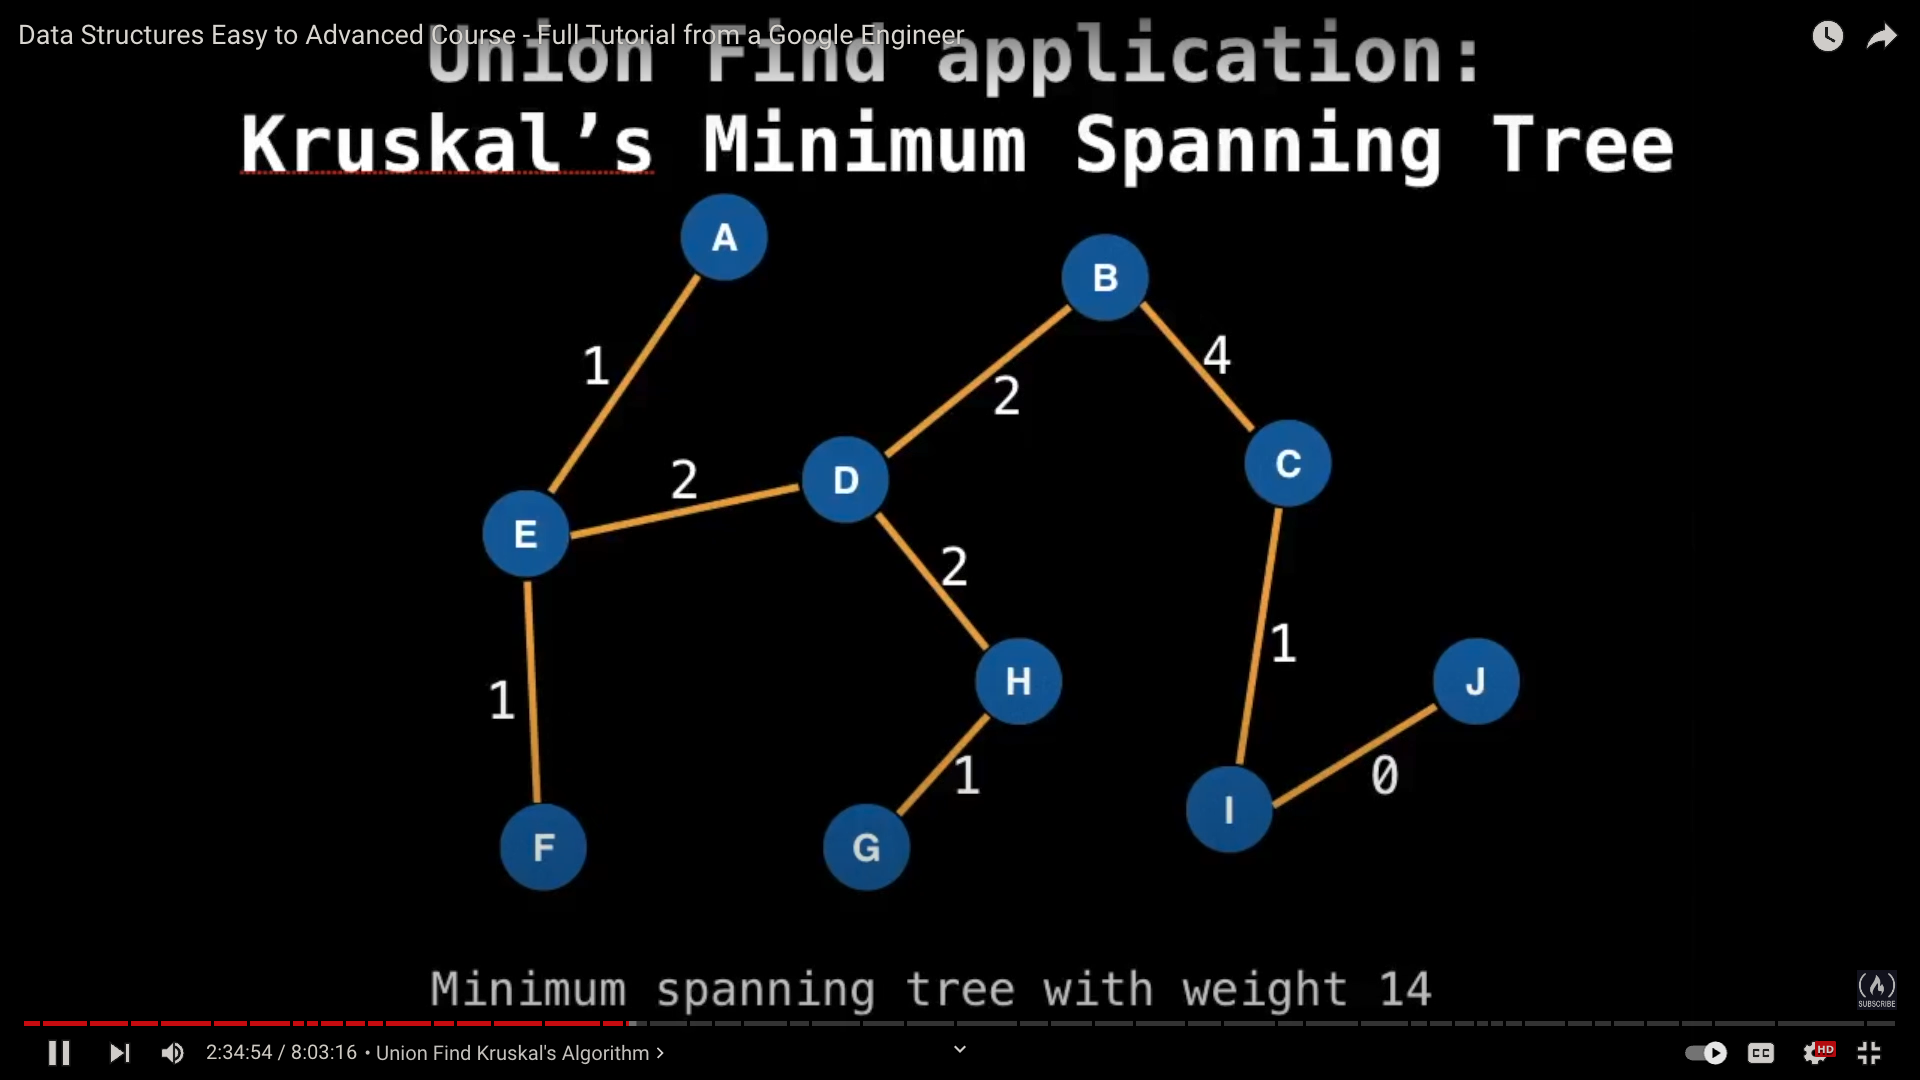 Data Structures Easy to Advanced Course - Full Tutorial from a Google Engineer
Union Find application:
Kruskal’s Minimum Spanning Tree
A
B
4
1
2
C
2
D
E
2
1
H
J
1
1
0
I
F
G
Minimum spanning tree with weight 14
SUBSCRIBE
2:34:54 / 8:03:16 • Union Find Kruskal's Algorithm >
CC
HD